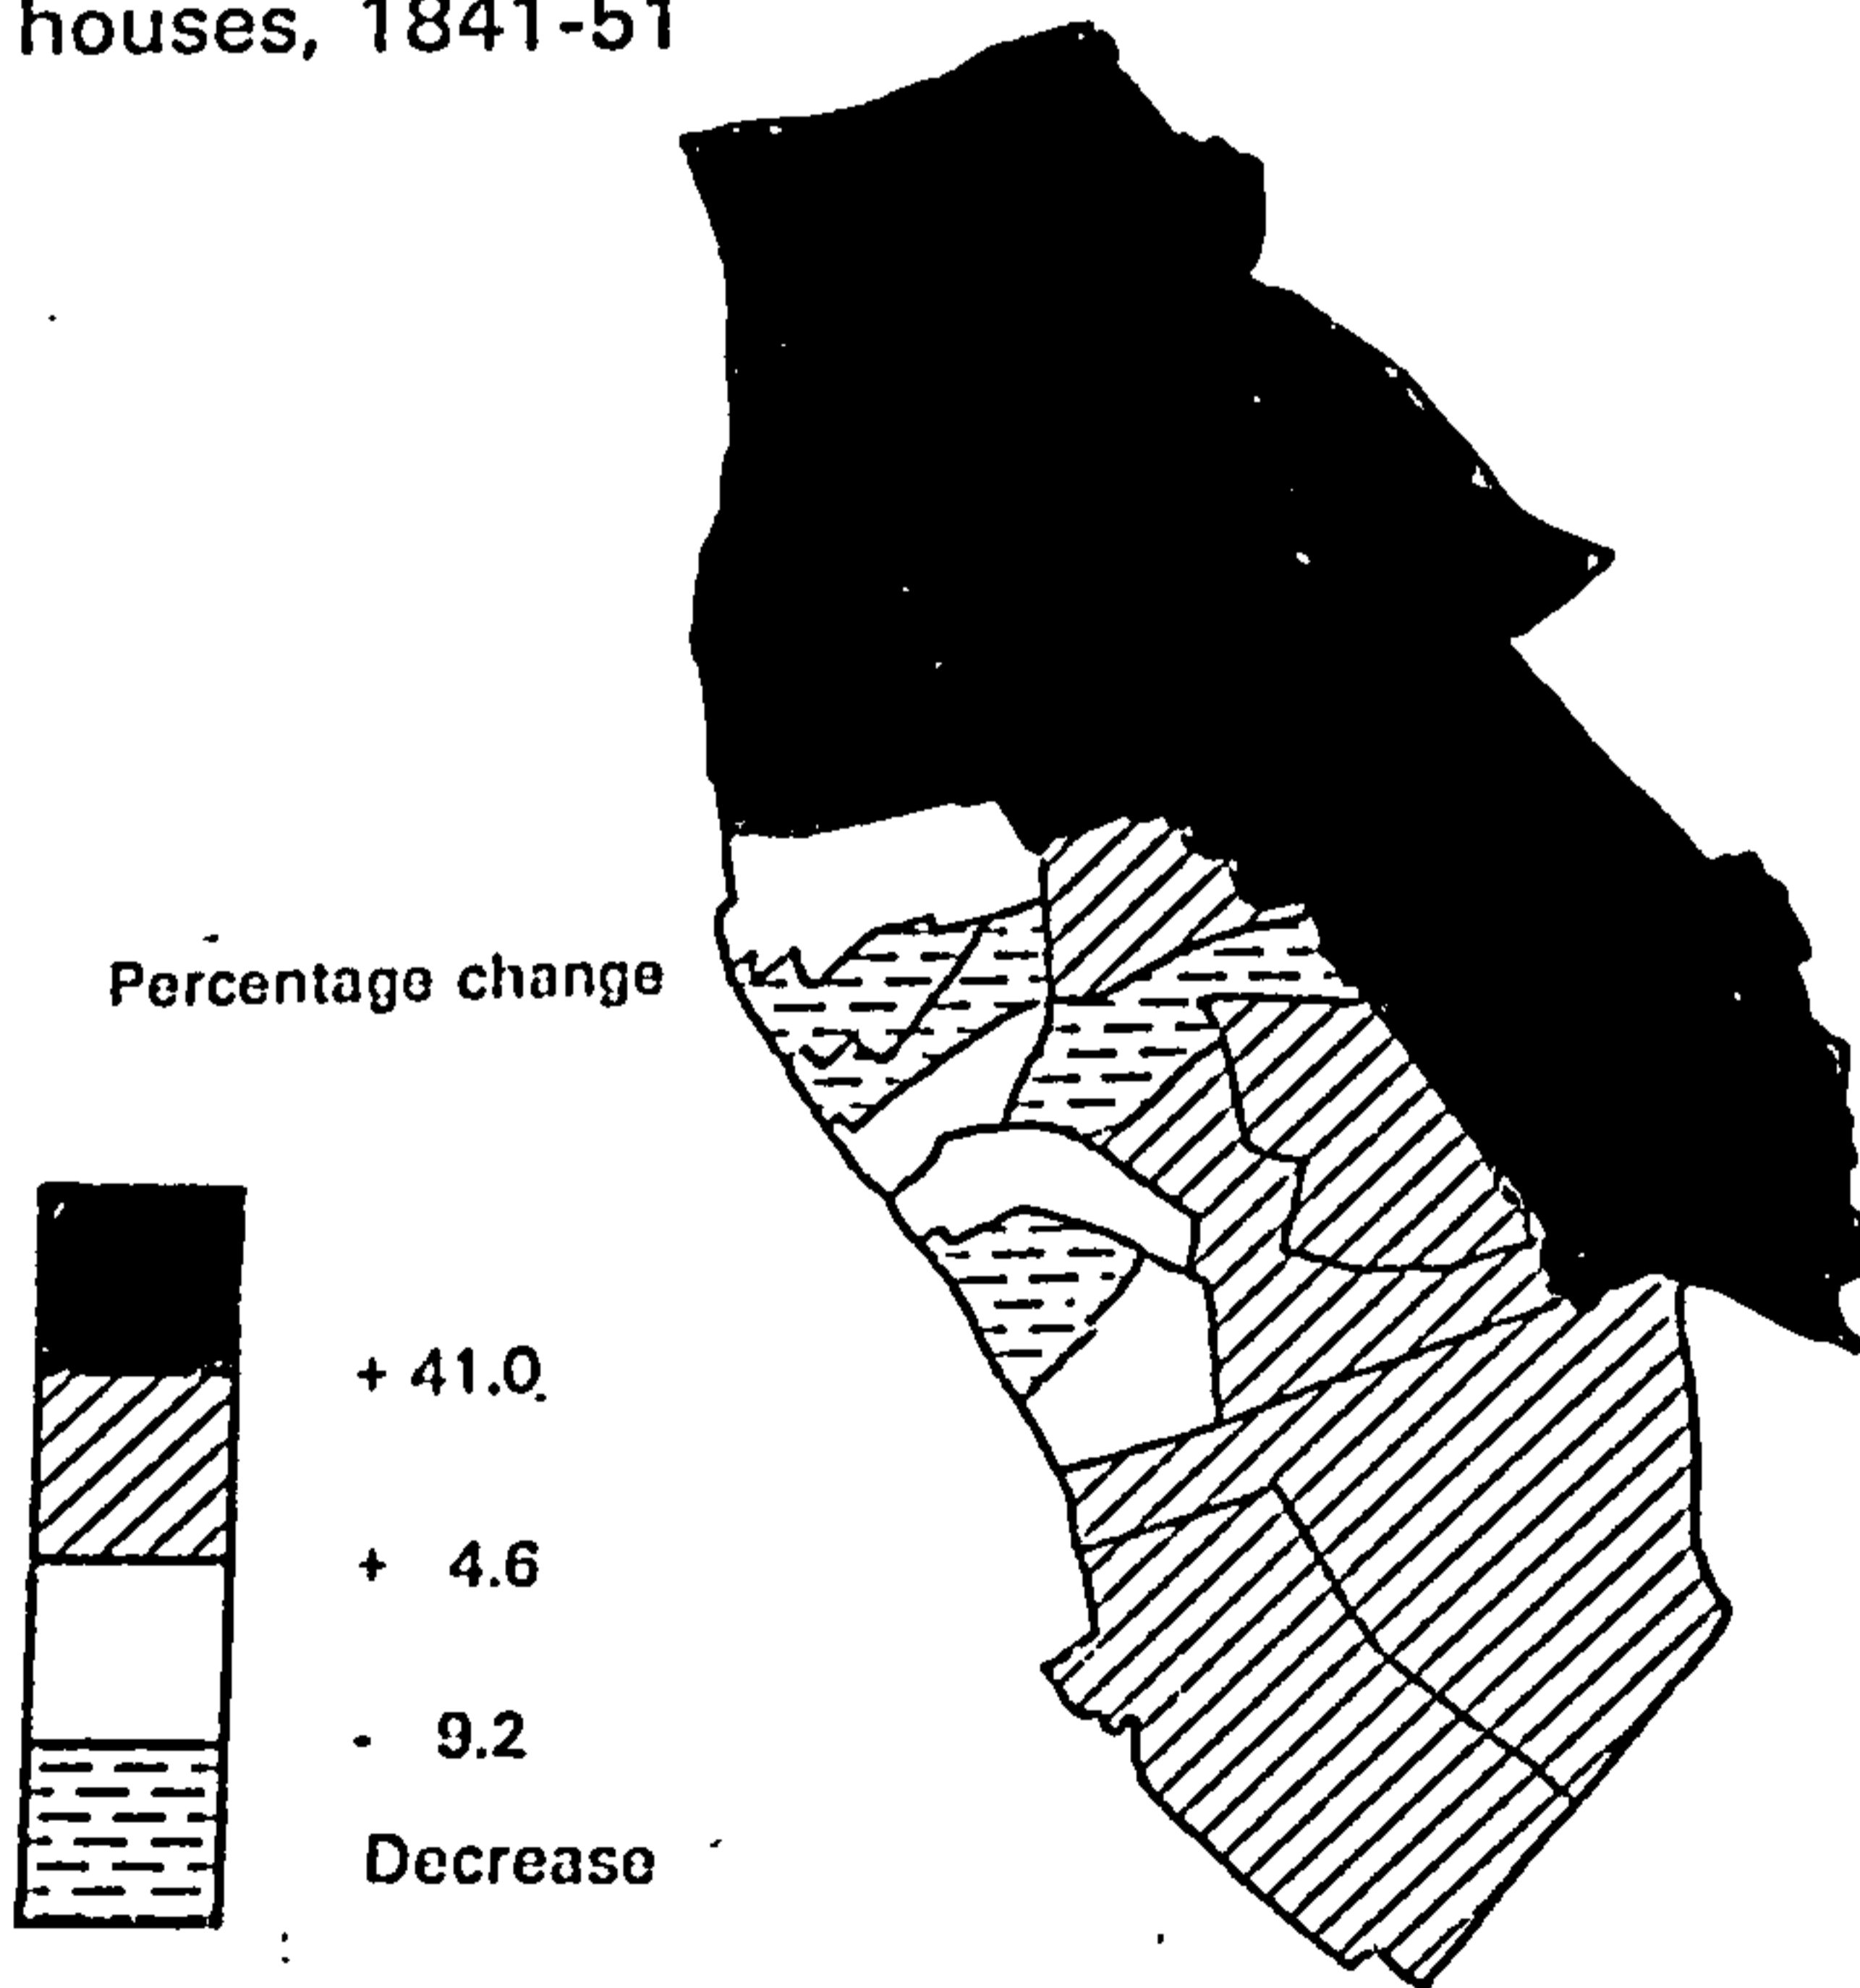 houses, 1841-51
Percentage change
+ 41.0
+ 4.6
- 9.2
Decrease